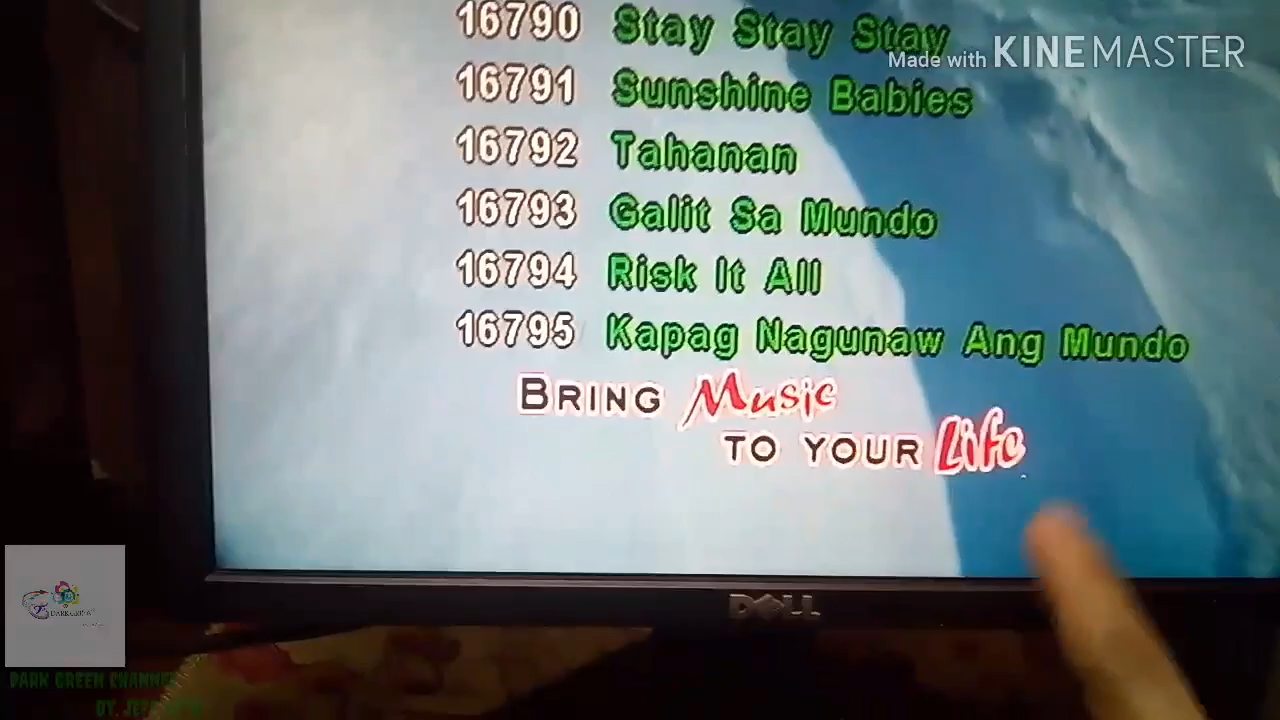 16790 Stay Stay Stay
Made with KINEMASTER
16791 Sunshine Babies
16792 Tahanan
16793 Galit Sa Mundo
16794 Risk It All
16795 Kapag Nagunaw Ang Mundo
BRING Music
TO YOUR Life
DELL
DARK GREEN CHANNEL